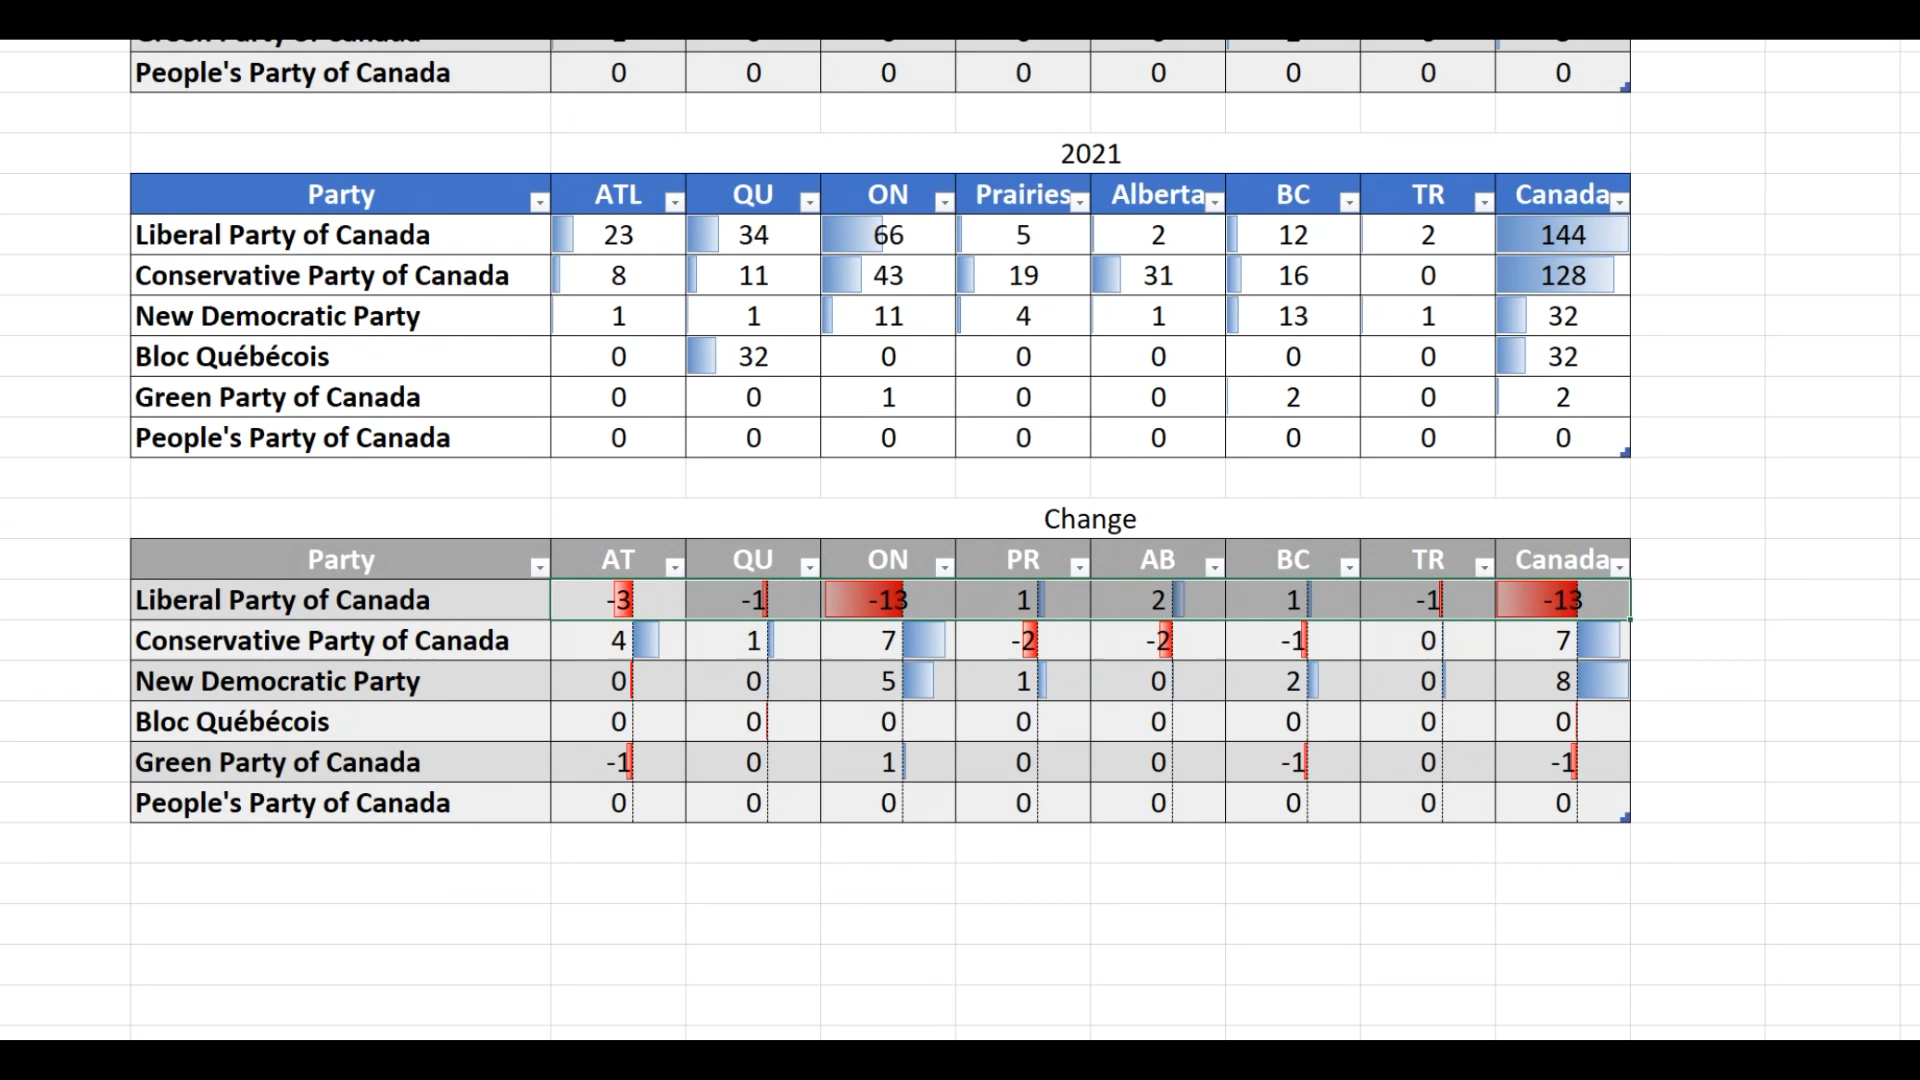 People's Party of Canada 0 0 0 0 0 0 0 0
2021
Party ATL QU ON Prairies Alberta BC TR Canada
Liberal Party of Canada 23 34 66 5 2 12 2 144
Conservative Party of Canada 8 11 43 19 31 16 0 128
New Democratic Party 1 1 11 4 1 13 1 32
Bloc Québécois 0 32 0 0 0 0 0 32
Green Party of Canada 0 0 1 0 0 2 0 2
People's Party of Canada 0 0 0 0 0 0 0 0
Change
Party AT QU ON PR AB BC TR Canada
Liberal Party of Canada -3 -1 -13 1 2 1 -1 -13
Conservative Party of Canada 4 1 7 -2 -2 -1 0 7
New Democratic Party 0 0 5 1 0 2 0 8
Bloc Québécois 0 0 0 0 0 0 0 0
Green Party of Canada -1 0 1 0 0 -1 0 -1
People's Party of Canada 0 0 0 0 0 0 0 0